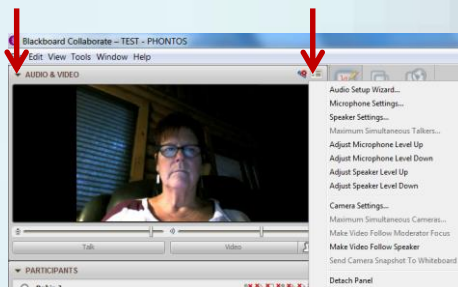 Blackboard Collaborate – TEST - PHONTOS
Edit View Tools Window Help
AUDIO & VIDEO
Audio Setup Wizard...
Microphone Settings...
Speaker Settings...
Maximum Simultaneous Talkers...
Adjust Microphone Level Up
Adjust Microphone Level Down
Adjust Speaker Level Up
Adjust Speaker Level Down
Camera Settings...
Maximum Simultaneous Cameras...
Make Video Follow Moderator Focus
Make Video Follow Speaker
Send Camera Snapshot To Whiteboard
Detach Panel
Talk
Video
PARTICIPANTS